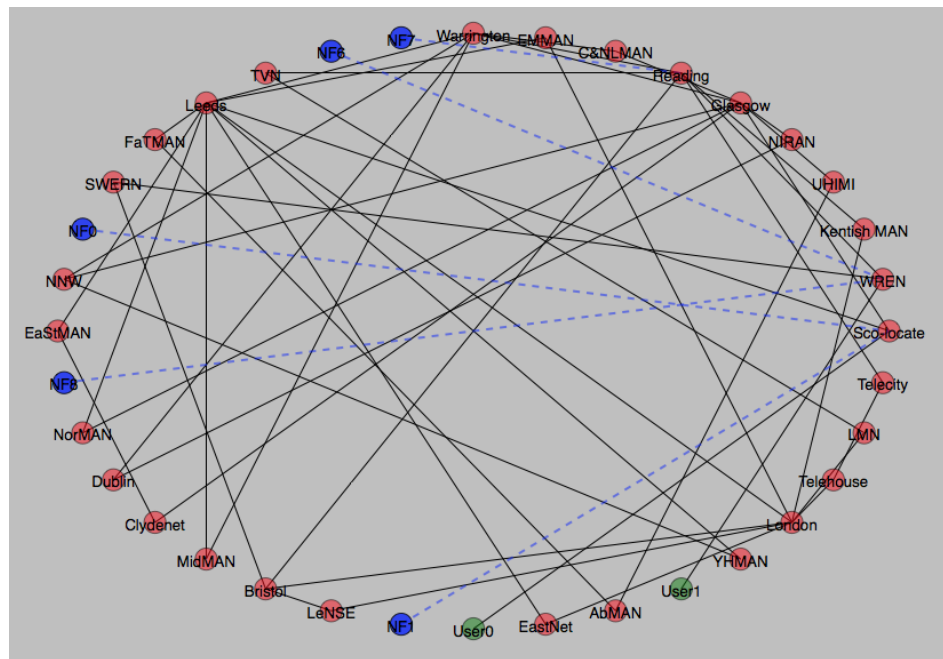 Warrington
EMMAN
NF7
C&NLMAN
NF6
TVN
Reading
Leeds
Glasgow
FaTMAN
NIRAN
SWERN
UHIMI
NF0
Kentish MAN
NNW
WREN
EaStMAN
Sco-locate
NF8
Telecity
NorMAN
LMN
Dublin
Telehouse
Clydenet
London
MidMAN
YHMAN
Bristol
User1
LeNSE
AbMAN
NF1
EastNet
User0